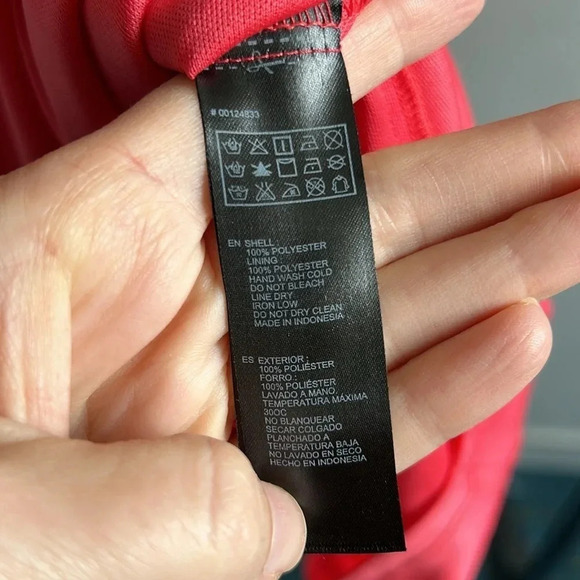 # 00124833
EN SHELL :
100% POLYESTER
LINING :
100% POLYESTER
HAND WASH COLD
DO NOT BLEACH
LINE DRY
IRON LOW
DO NOT DRY CLEAN
MADE IN INDONESIA
ES EXTERIOR :
100% POLIÉSTER
FORRO :
100% POLIÉSTER
LAVADO A MANO
TEMPERATURA MÁXIMA
30OC
NO BLANQUEAR
SECAR COLGADO
PLANCHADO A
TEMPERATURA BAJA
NO LAVADO EN SECO
HECHO EN INDONESIA